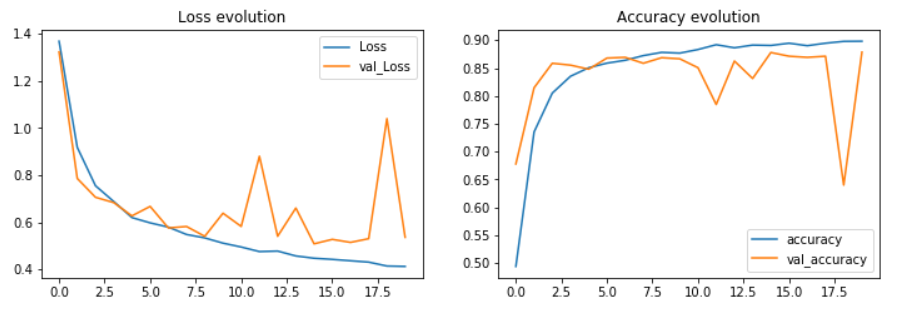 Loss evolution
1.4
1.2
1.0
0.8
0.6
0.4
Loss
val_Loss
0.0 2.5 5.0 7.5 10.0 12.5 15.0 17.5
Accuracy evolution
0.90
0.85
0.80
0.75
0.70
0.65
0.60
0.55
0.50
accuracy
val_accuracy
0.0 2.5 5.0 7.5 10.0 12.5 15.0 17.5